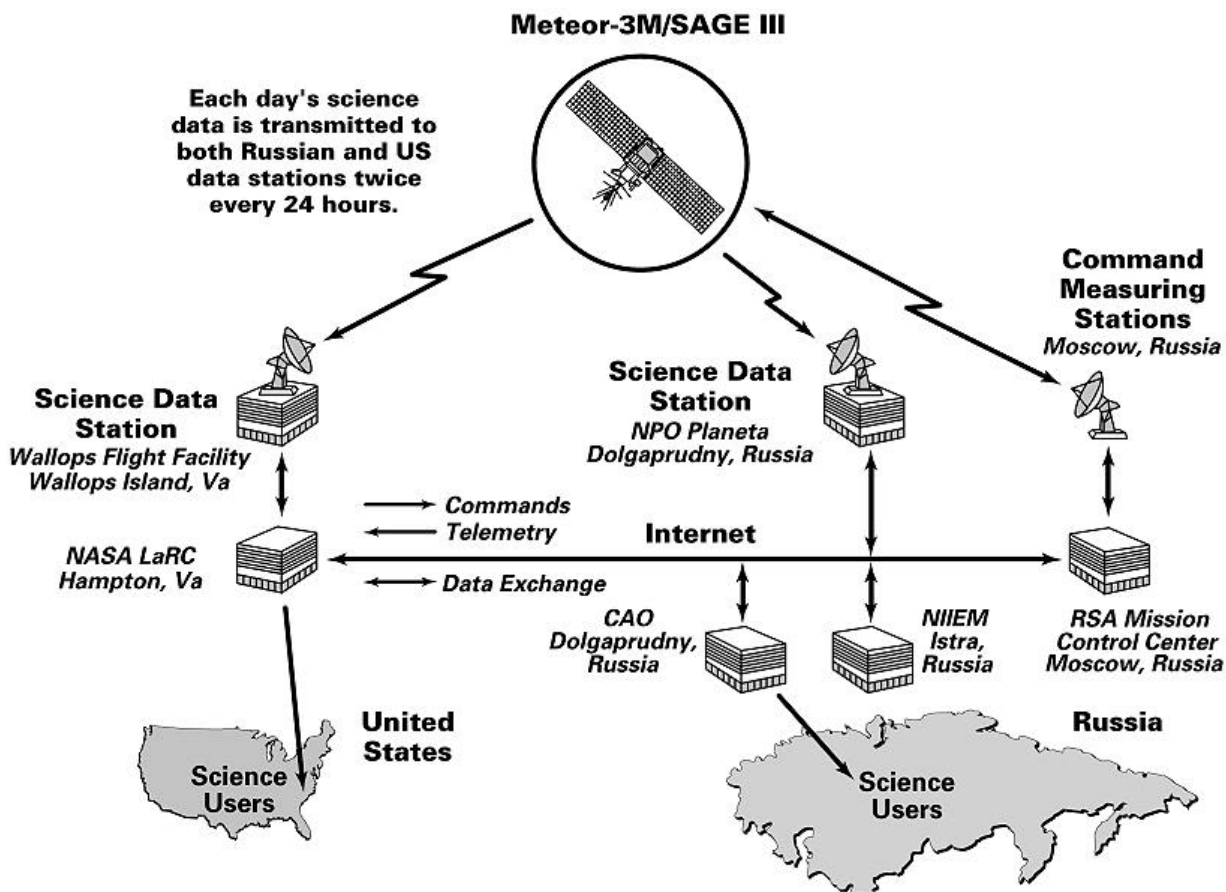 Meteor-3M/SAGE III
Each day's science
data is transmitted to
both Russian and US
data stations twice
every 24 hours.
Command
Measuring
Stations
Moscow, Russia
Science Data
Station
Wallops Flight Facility
Wallops Island, Va
Science Data
Station
NPO Planeta
Dolgaprudny, Russia
Commands
Telemetry
Internet
Data Exchange
NASA LaRC
Hampton, Va
CAO
Dolgaprudny,
Russia
NIIEM
Istra,
Russia
RSA Mission
Control Center
Moscow, Russia
United
States
Science
Users
Russia
Science
Users